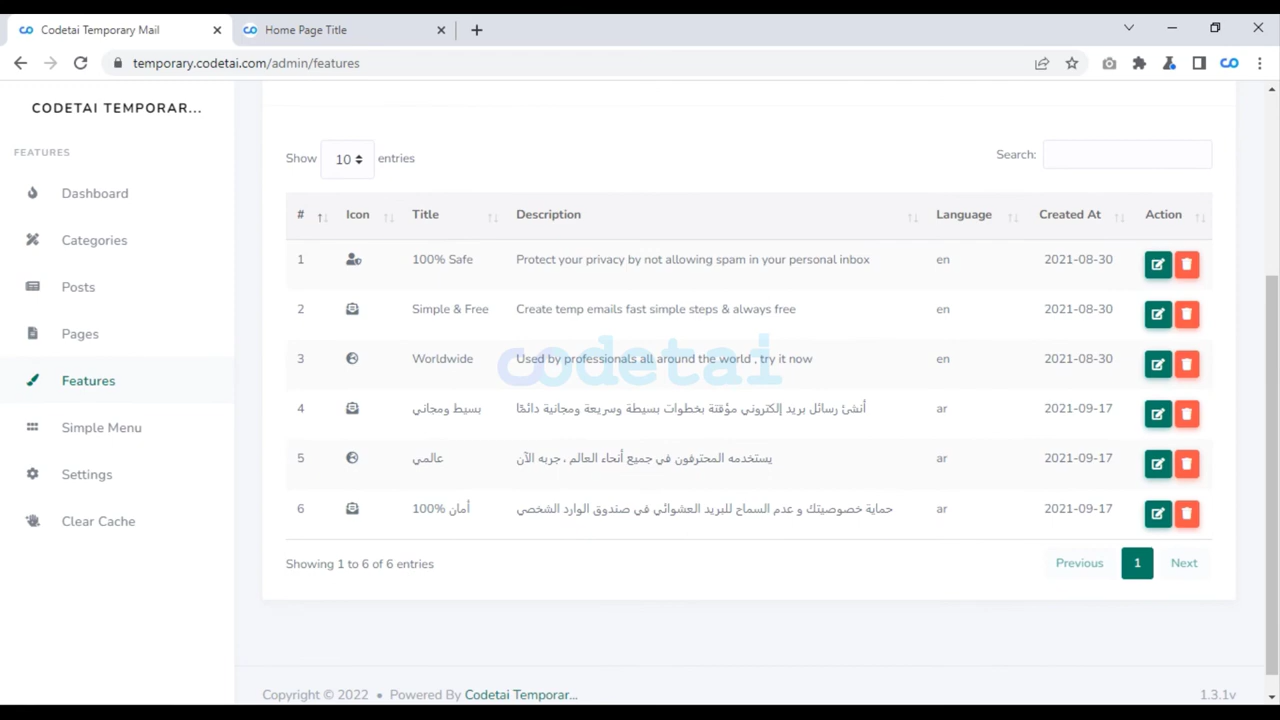 Codetai Temporary Mail
Home Page Title
temporary.codetai.com/admin/features
CODETAI TEMPORAR...
FEATURES
Dashboard
Categories
Posts
Pages
Features
Simple Menu
Settings
Clear Cache
Show 10 entries
Search:
# Icon Title Description Language Created At Action
1 100% Safe Protect your privacy by not allowing spam in your personal inbox en 2021-08-30
2 Simple & Free Create temp emails fast simple steps & always free en 2021-08-30
3 Worldwide Used by professionals all around the world , try it now en 2021-08-30
codetai
4 بسيط ومجاني أنشئ رسائل بريد إلكتروني مؤقتة بخطوات بسيطة وسريعة ومجانية دائمًا ar 2021-09-17
5 عالمي يستخدمه المحترفون في جميع أنحاء العالم ، جربه الآن ar 2021-09-17
6 أمان 100% حماية خصوصيتك و عدم السماح للبريد العشوائي في صندوق الوارد الشخصي ar 2021-09-17
Showing 1 to 6 of 6 entries
Previous 1 Next
Copyright © 2022 • Powered By Codetai Temporar...
1.3.1v